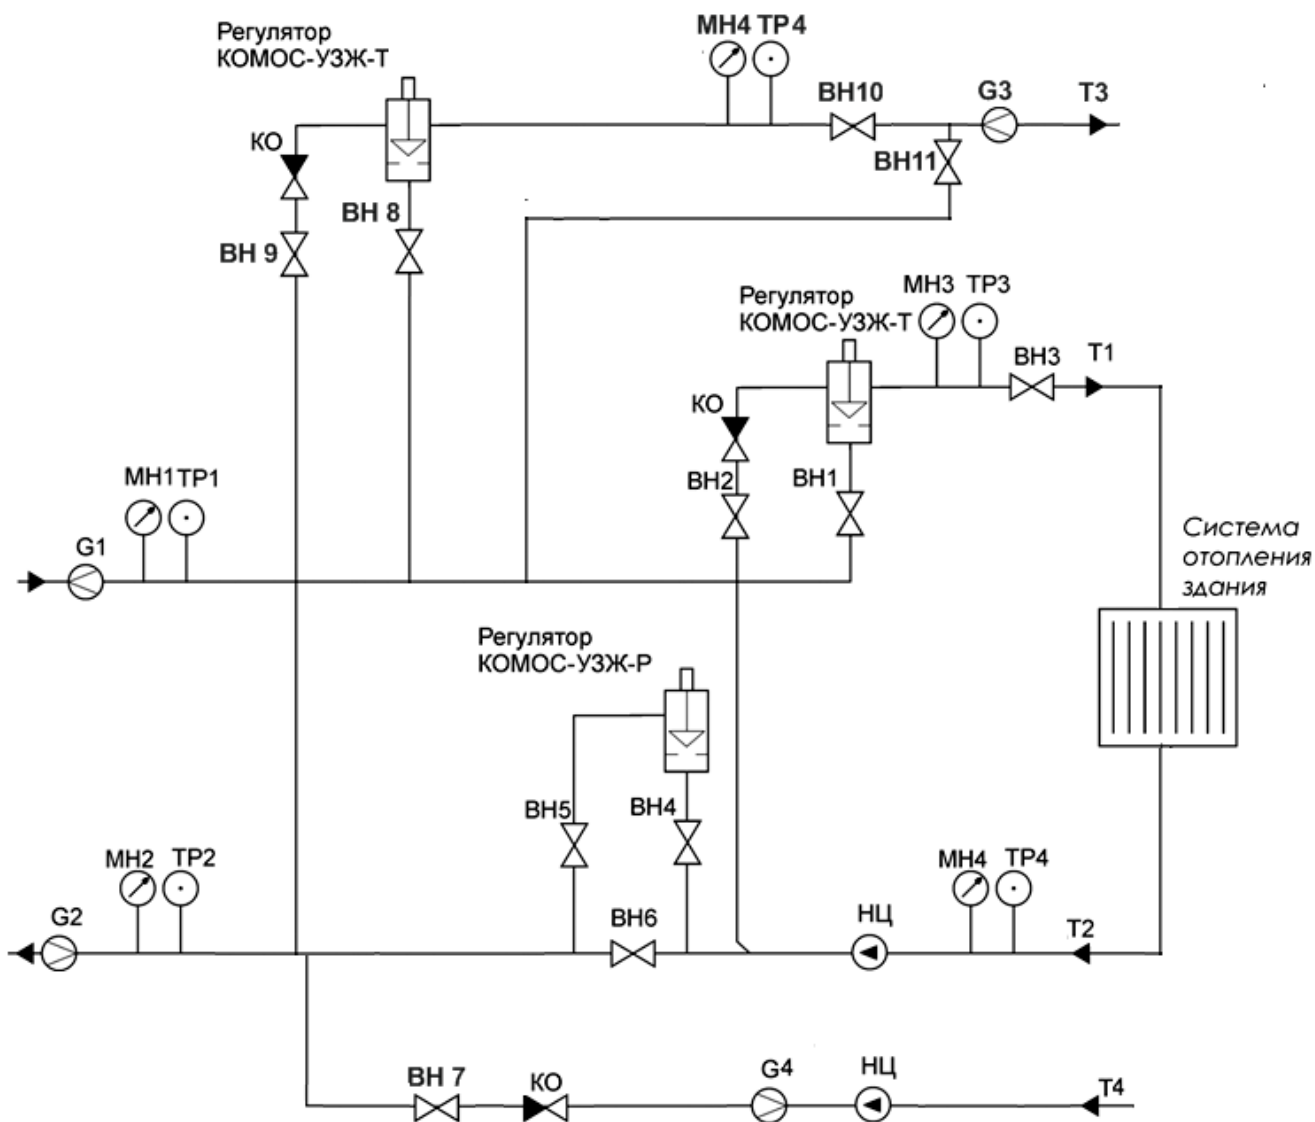 Регулятор
КОМОС-УЗЖ-Т
МН4 ТР4
ВН10
G3
Т3
КО
ВН11
ВН 8
ВН 9
Регулятор
КОМОС-УЗЖ-Т
МН3 ТР3
ВН3
Т1
КО
МН1 ТР1
ВН2
ВН1
G1
Система
отопления
здания
Регулятор
КОМОС-УЗЖ-Р
ВН5
ВН4
МН2 ТР2
МН4 ТР4
G2
ВН6
НЦ
Т2
ВН 7
КО
G4
НЦ
Т4